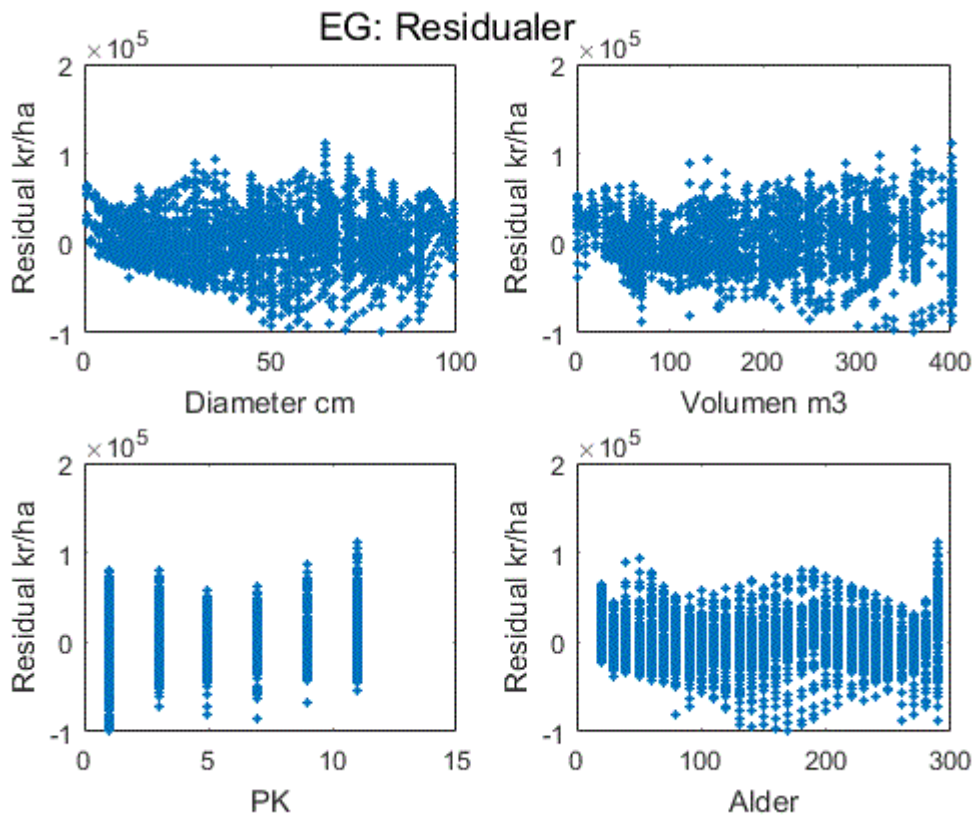 EG: Residualer
× 10^5
2
1
0
-1
Residual kr/ha
0 50 100
Diameter cm
× 10^5
2
1
0
-1
Residual kr/ha
0 100 200 300 400
Volumen m3
× 10^5
2
1
0
-1
Residual kr/ha
0 5 10 15
PK
× 10^5
2
1
0
-1
Residual kr/ha
0 100 200 300
Alder